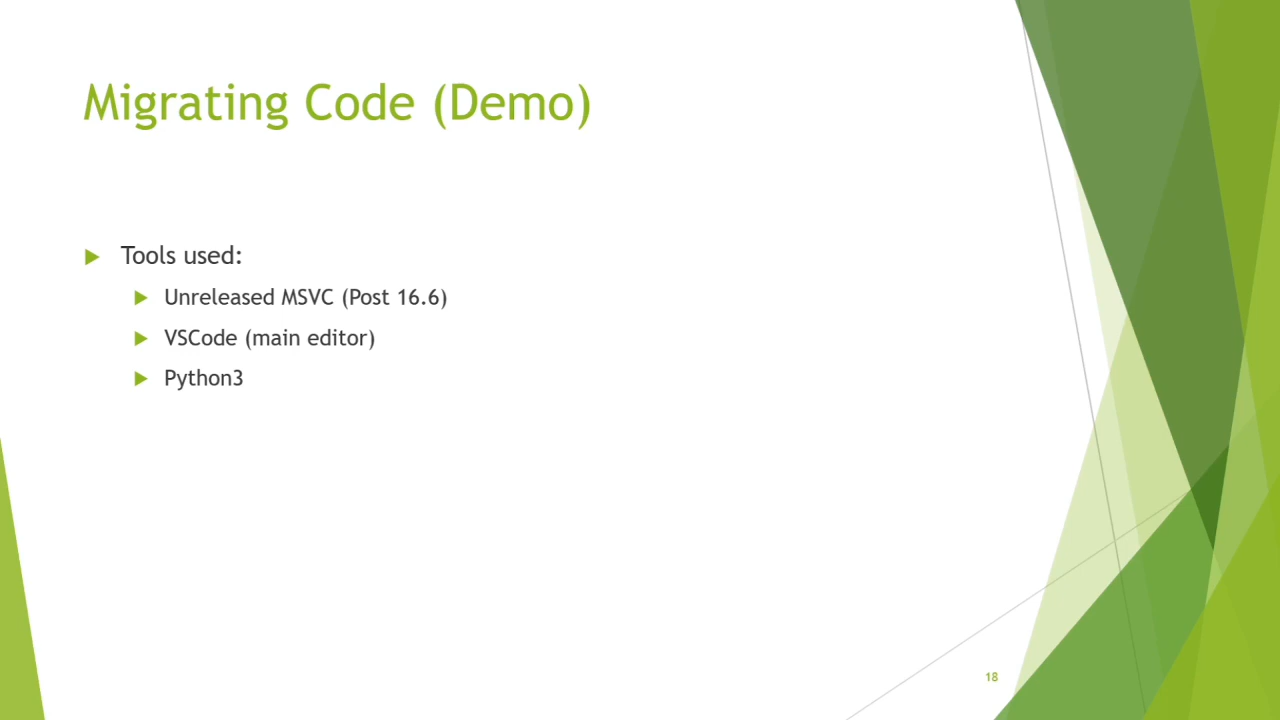 Migrating Code (Demo)
Tools used:
Unreleased MSVC (Post 16.6)
VSCode (main editor)
Python3
18